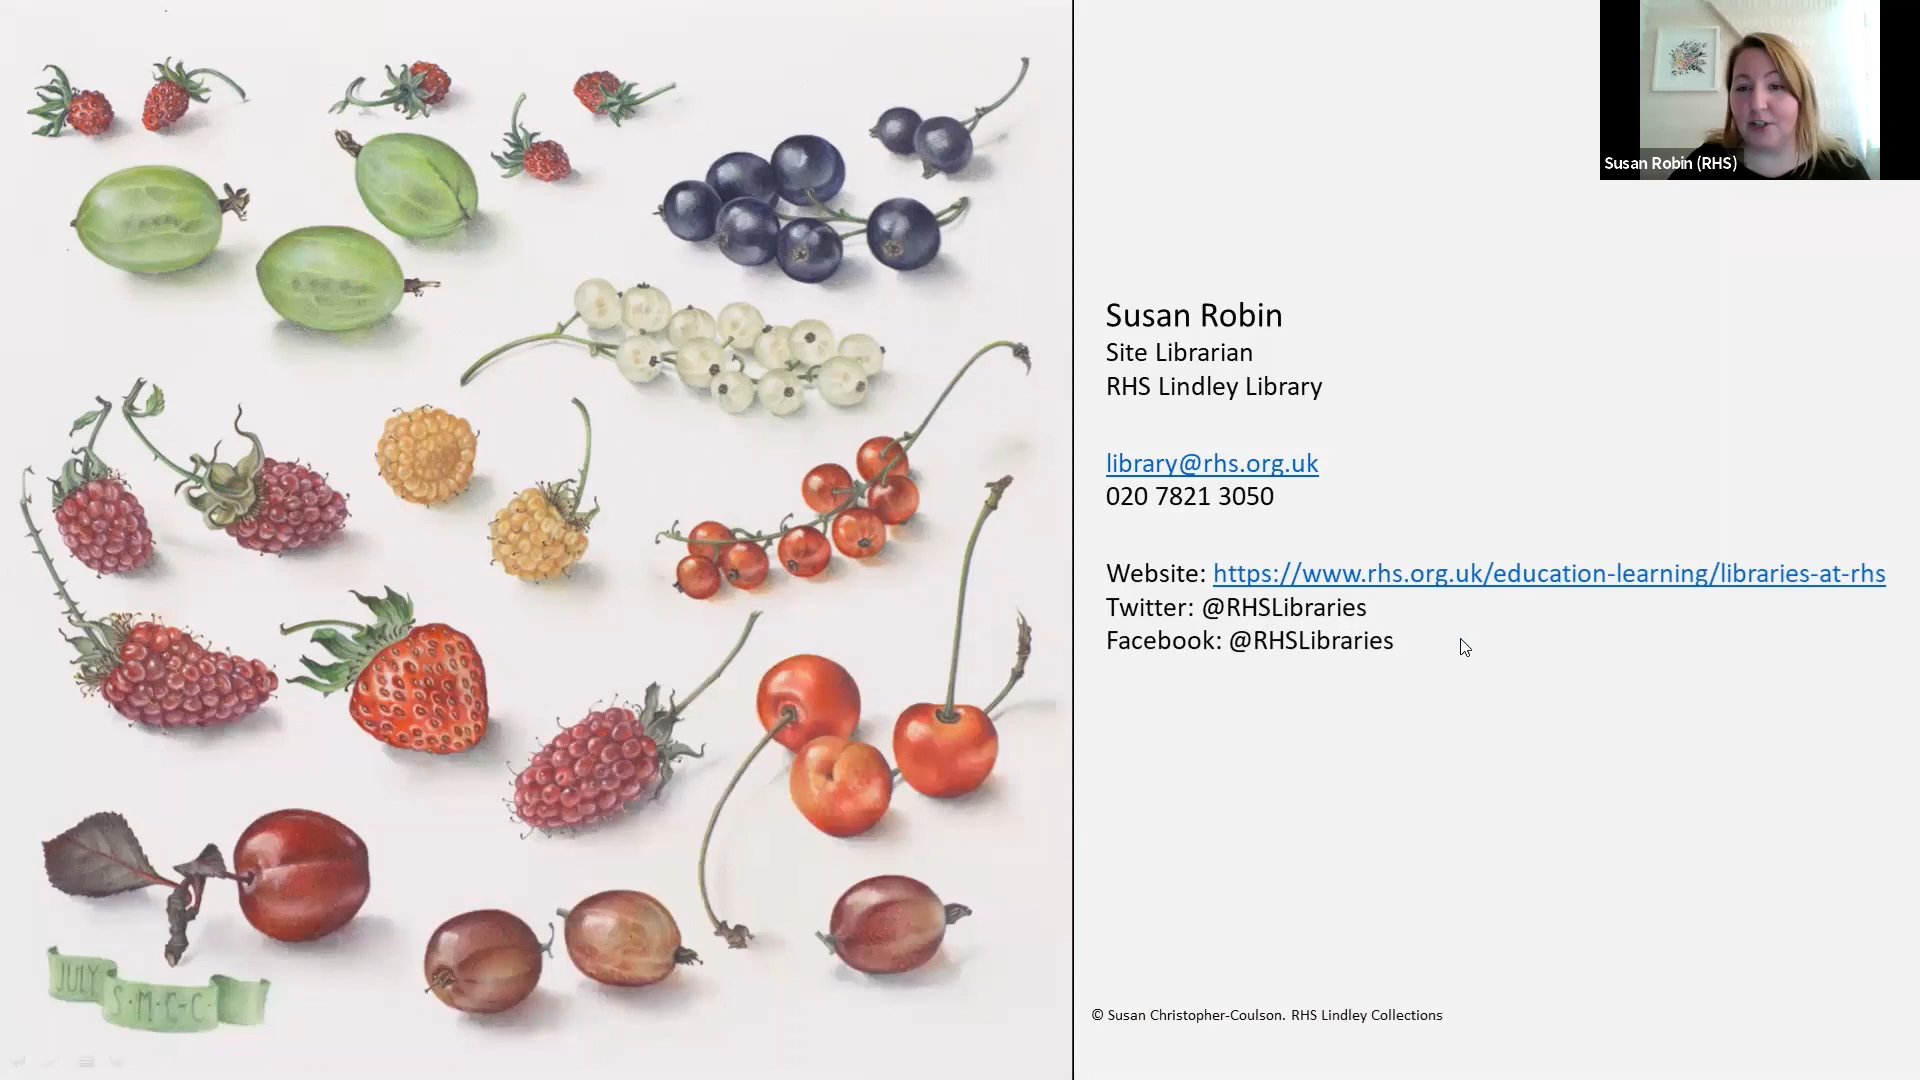 Susan Robin (RHS)
Susan Robin
Site Librarian
RHS Lindley Library
library@rhs.org.uk
020 7821 3050
Website: https://www.rhs.org.uk/education-learning/libraries-at-rhs
Twitter: @RHSLibraries
Facebook: @RHSLibraries
JULY
S·M·C-C·
© Susan Christopher-Coulson. RHS Lindley Collections